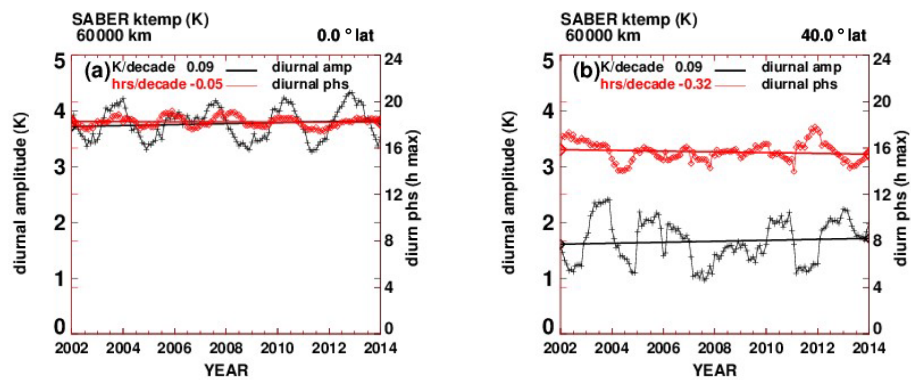 SABER ktemp (K)
60000 km 0.0 ° lat
(a) K/decade 0.09 diurnal amp
hrs/decade -0.05 diurnal phs
diurnal amplitude (K)
5
4
3
2
1
0
24
20
16
12
8
4
0
diurn phs (h max)
2002 2004 2006 2008 2010 2012 2014
YEAR
SABER ktemp (K)
60000 km 40.0 ° lat
(b) K/decade 0.09 diurnal amp
hrs/decade -0.32 diurnal phs
diurnal amplitude (K)
5
4
3
2
1
0
24
20
16
12
8
4
0
diurn phs (h max)
2002 2004 2006 2008 2010 2012 2014
YEAR